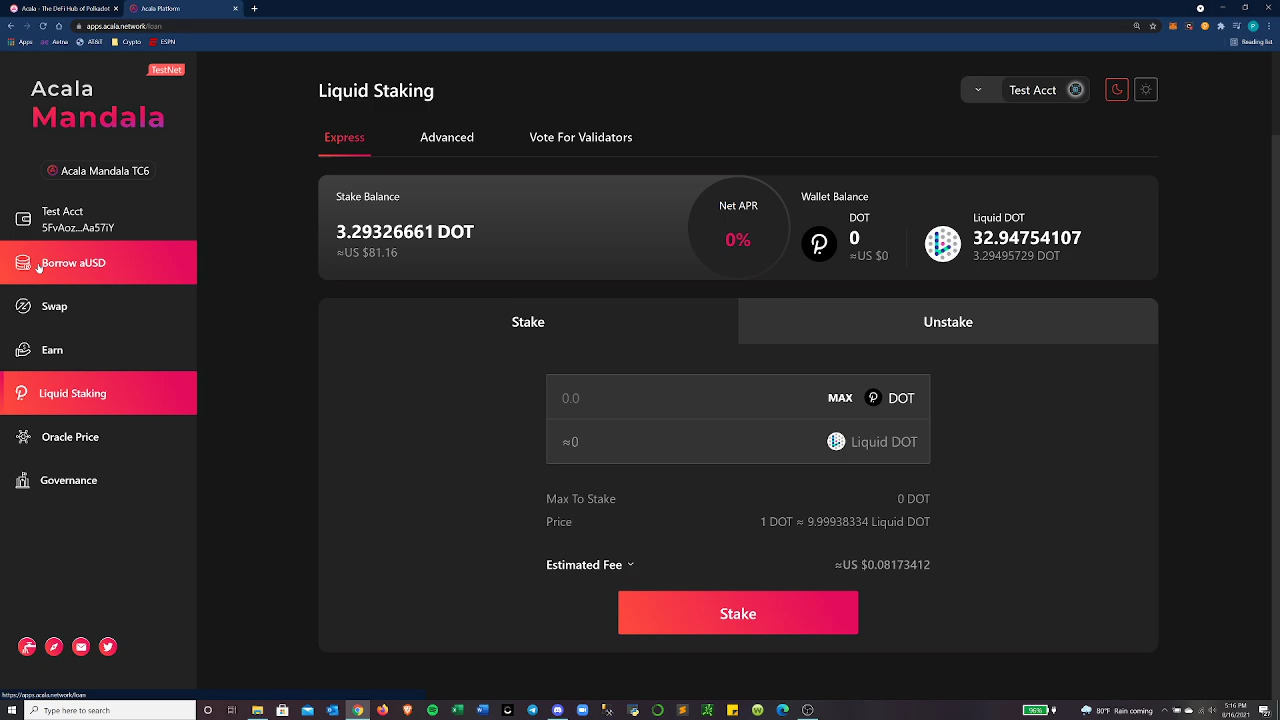 Acala - The DeFi Hub of Polkadot
Acala Platform
apps.acala.network/loan
Apps
Aetna
AT&T
Crypto
ESPN
Reading list
TestNet
Acala
Mandala
Acala Mandala TC6
Test Acct
5FvAoz...Aa57iY
Borrow aUSD
Swap
Earn
Liquid Staking
Oracle Price
Governance
Liquid Staking
Test Acct
Express
Advanced
Vote For Validators
Stake Balance
3.29326661 DOT
≈US $81.16
Net APR
0%
Wallet Balance
DOT
0
≈US $0
Liquid DOT
32.94754107
3.29495729 DOT
Stake
Unstake
0.0
MAX
DOT
≈0
Liquid DOT
Max To Stake
0 DOT
Price
1 DOT ≈ 9.99938334 Liquid DOT
Estimated Fee
≈US $0.08173412
Stake
https://apps.acala.network/loan
Type here to search
96%
80°F Raining coming
5:16 PM
8/16/2021